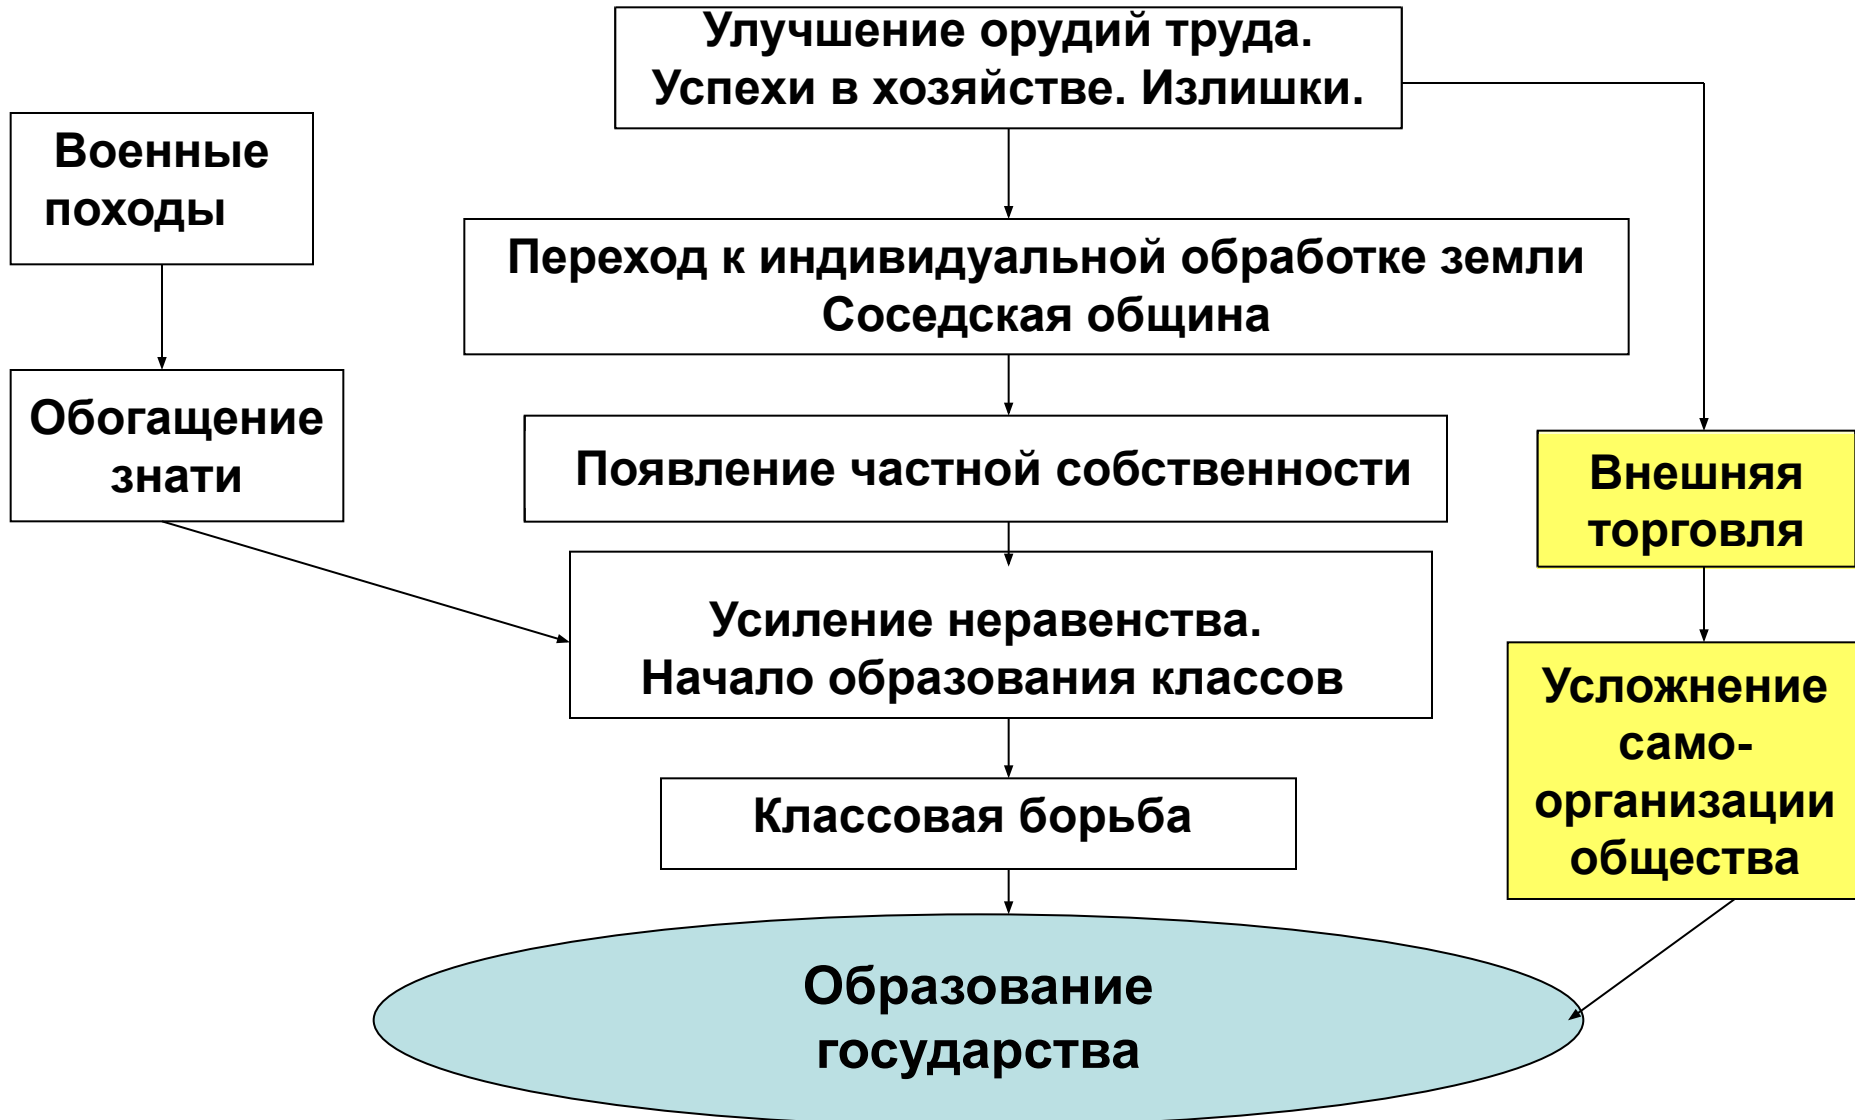 Улучшение орудий труда.
Успехи в хозяйстве. Излишки.
Военные
походы
Переход к индивидуальной обработке земли
Соседская община
Обогащение
знати
Появление частной собственности
Внешняя
торговля
Усиление неравенства.
Начало образования классов
Усложнение
само-
организации
общества
Классовая борьба
Образование
государства